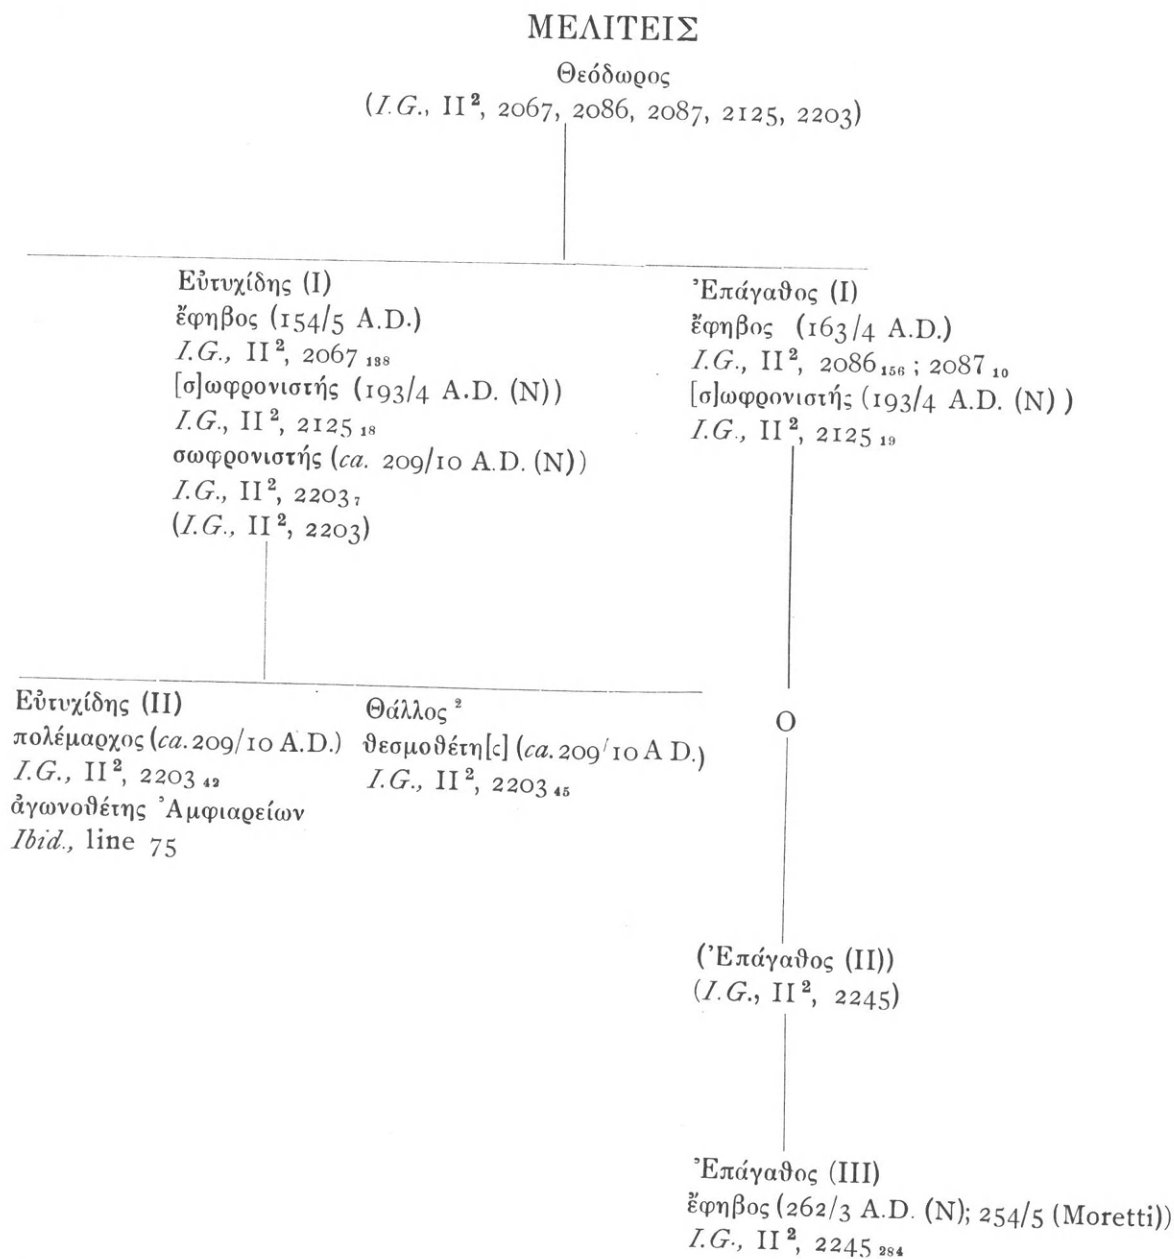 ΜΕΛΙΤΕΙΣ
Θεόδωρος
(I.G., II², 2067, 2086, 2087, 2125, 2203)
Εὐτυχίδης (I)
ἔφηβος (154/5 A.D.)
I.G., II², 2067 ₁₃₈
[σ]ωφρονιστής (193/4 A.D. (N))
I.G., II², 2125 ₁₈
σωφρονιστής (ca. 209/10 A.D. (N))
I.G., II², 2203 ₇
(I.G., II², 2203)
Ἐπάγαθος (I)
ἔφηβος (163/4 A.D.)
I.G., II², 2086 ₁₅₆ ; 2087 ₁₀
[σ]ωφρονιστής (193/4 A.D. (N) )
I.G., II², 2125 ₁₉
Εὐτυχίδης (II)
πολέμαρχος (ca. 209/10 A.D.)
I.G., II², 2203 ₄₂
ἀγωνοθέτης Ἀμφιαρείων
Ibid., line 75
Θάλλος ²
θεσμοθέτη[ς] (ca. 209/10 A D.)
I.G., II², 2203 ₄₅
O
(Ἐπάγαθος (II))
(I.G., II², 2245)
Ἐπάγαθος (III)
ἔφηβος (262/3 A.D. (N); 254/5 (Moretti))
I.G., II², 2245 ₂₈₄